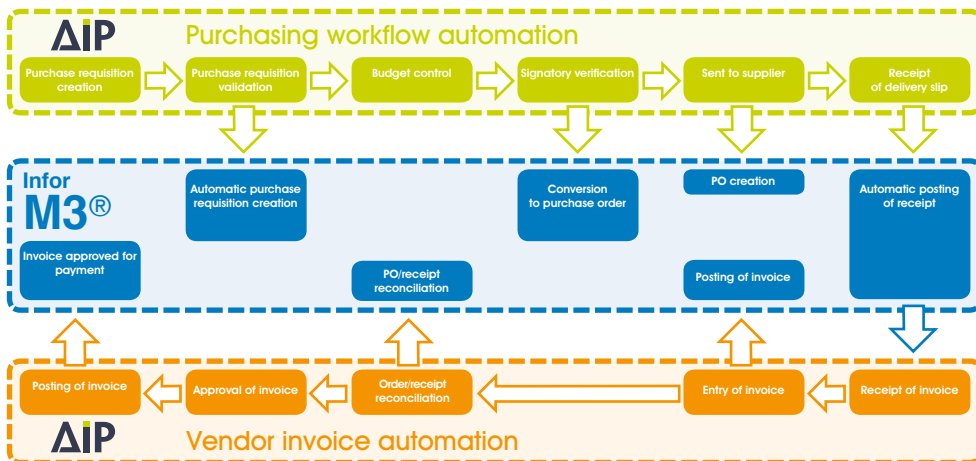 AiP
Purchasing workflow automation
Purchase requisition
creation
Purchase requisition
validation
Budget control
Signatory verification
Sent to supplier
Receipt
of delivery slip
Infor
M3®
Automatic purchase
requisition creation
Conversion
to purchase order
PO creation
Automatic posting
of receipt
Invoice approved for
payment
PO/receipt
reconciliation
Posting of invoice
Posting of invoice
Approval of invoice
Order/receipt
reconciliation
Entry of invoice
Receipt of invoice
AiP
Vendor invoice automation